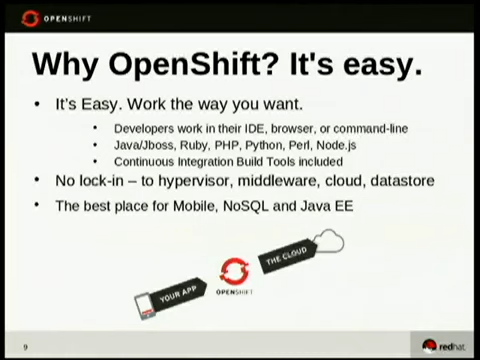 OPENSHIFT
Why OpenShift? It's easy.
• It's Easy. Work the way you want.
• Developers work in their IDE, browser, or command-line
• Java/Jboss, Ruby, PHP, Python, Perl, Node.js
• Continuous Integration Build Tools included
• No lock-in – to hypervisor, middleware, cloud, datastore
• The best place for Mobile, NoSQL and Java EE
THE CLOUD
YOUR APP
OPENSHIFT
9
redhat.